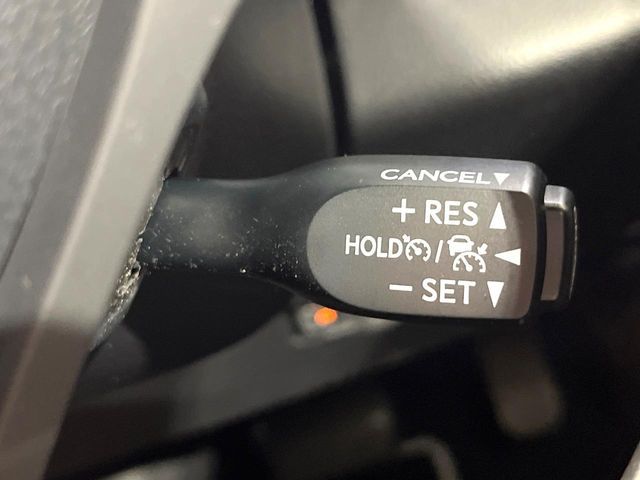 CANCEL▼
+ RES ▲
HOLD / ◀
− SET ▼